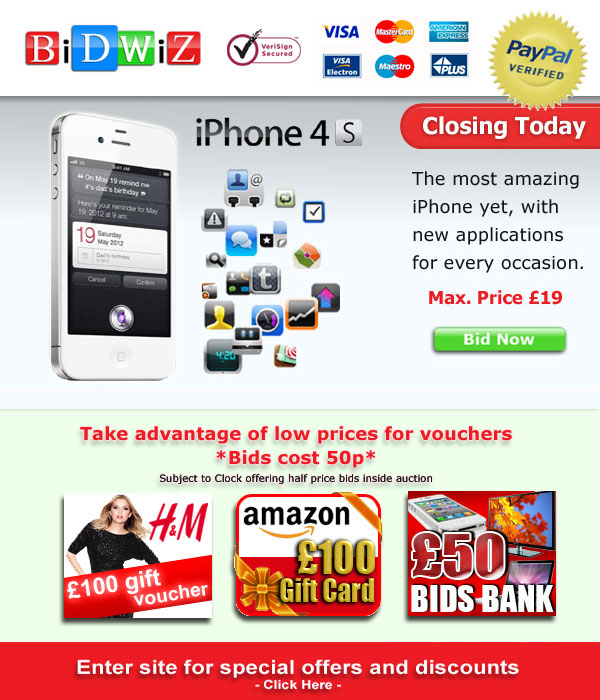 BiDWiZ
VeriSign
Secured
VISA
MasterCard
AMERICAN
EXPRESS
VISA
Electron
Maestro
PLUS
PayPal
VERIFIED
iPhone 4 S
Closing Today
The most amazing
iPhone yet, with
new applications
for every occasion.
Max. Price £19
Bid Now
9:41 AM
“ On May 19 remind me
it's dad's birthday ”
Here's your reminder for May
19, 2012 at 9 am:
19 Saturday
May 2012
Dad's birthday
Cancel
Confirm
@
t
4:20
Take advantage of low prices for vouchers
*Bids cost 50p*
Subject to Clock offering half price bids inside auction
H&M
£100 gift
voucher
amazon
£100
Gift Card
£50
BIDS BANK
Enter site for special offers and discounts
- Click Here -